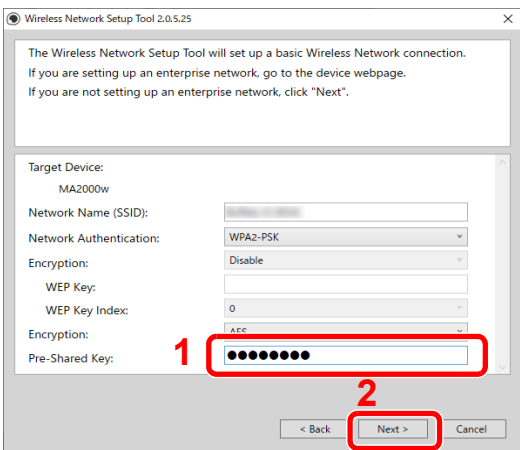 Wireless Network Setup Tool 2.0.5.25
The Wireless Network Setup Tool will set up a basic Wireless Network connection.
If you are setting up an enterprise network, go to the device webpage.
If you are not setting up an enterprise network, click "Next".
Target Device:
MA2000w
Network Name (SSID):
Network Authentication: WPA2-PSK
Encryption: Disable
WEP Key:
WEP Key Index: 0
Encryption: AES
1
Pre-Shared Key: ●●●●●●●●
2
< Back Next > Cancel